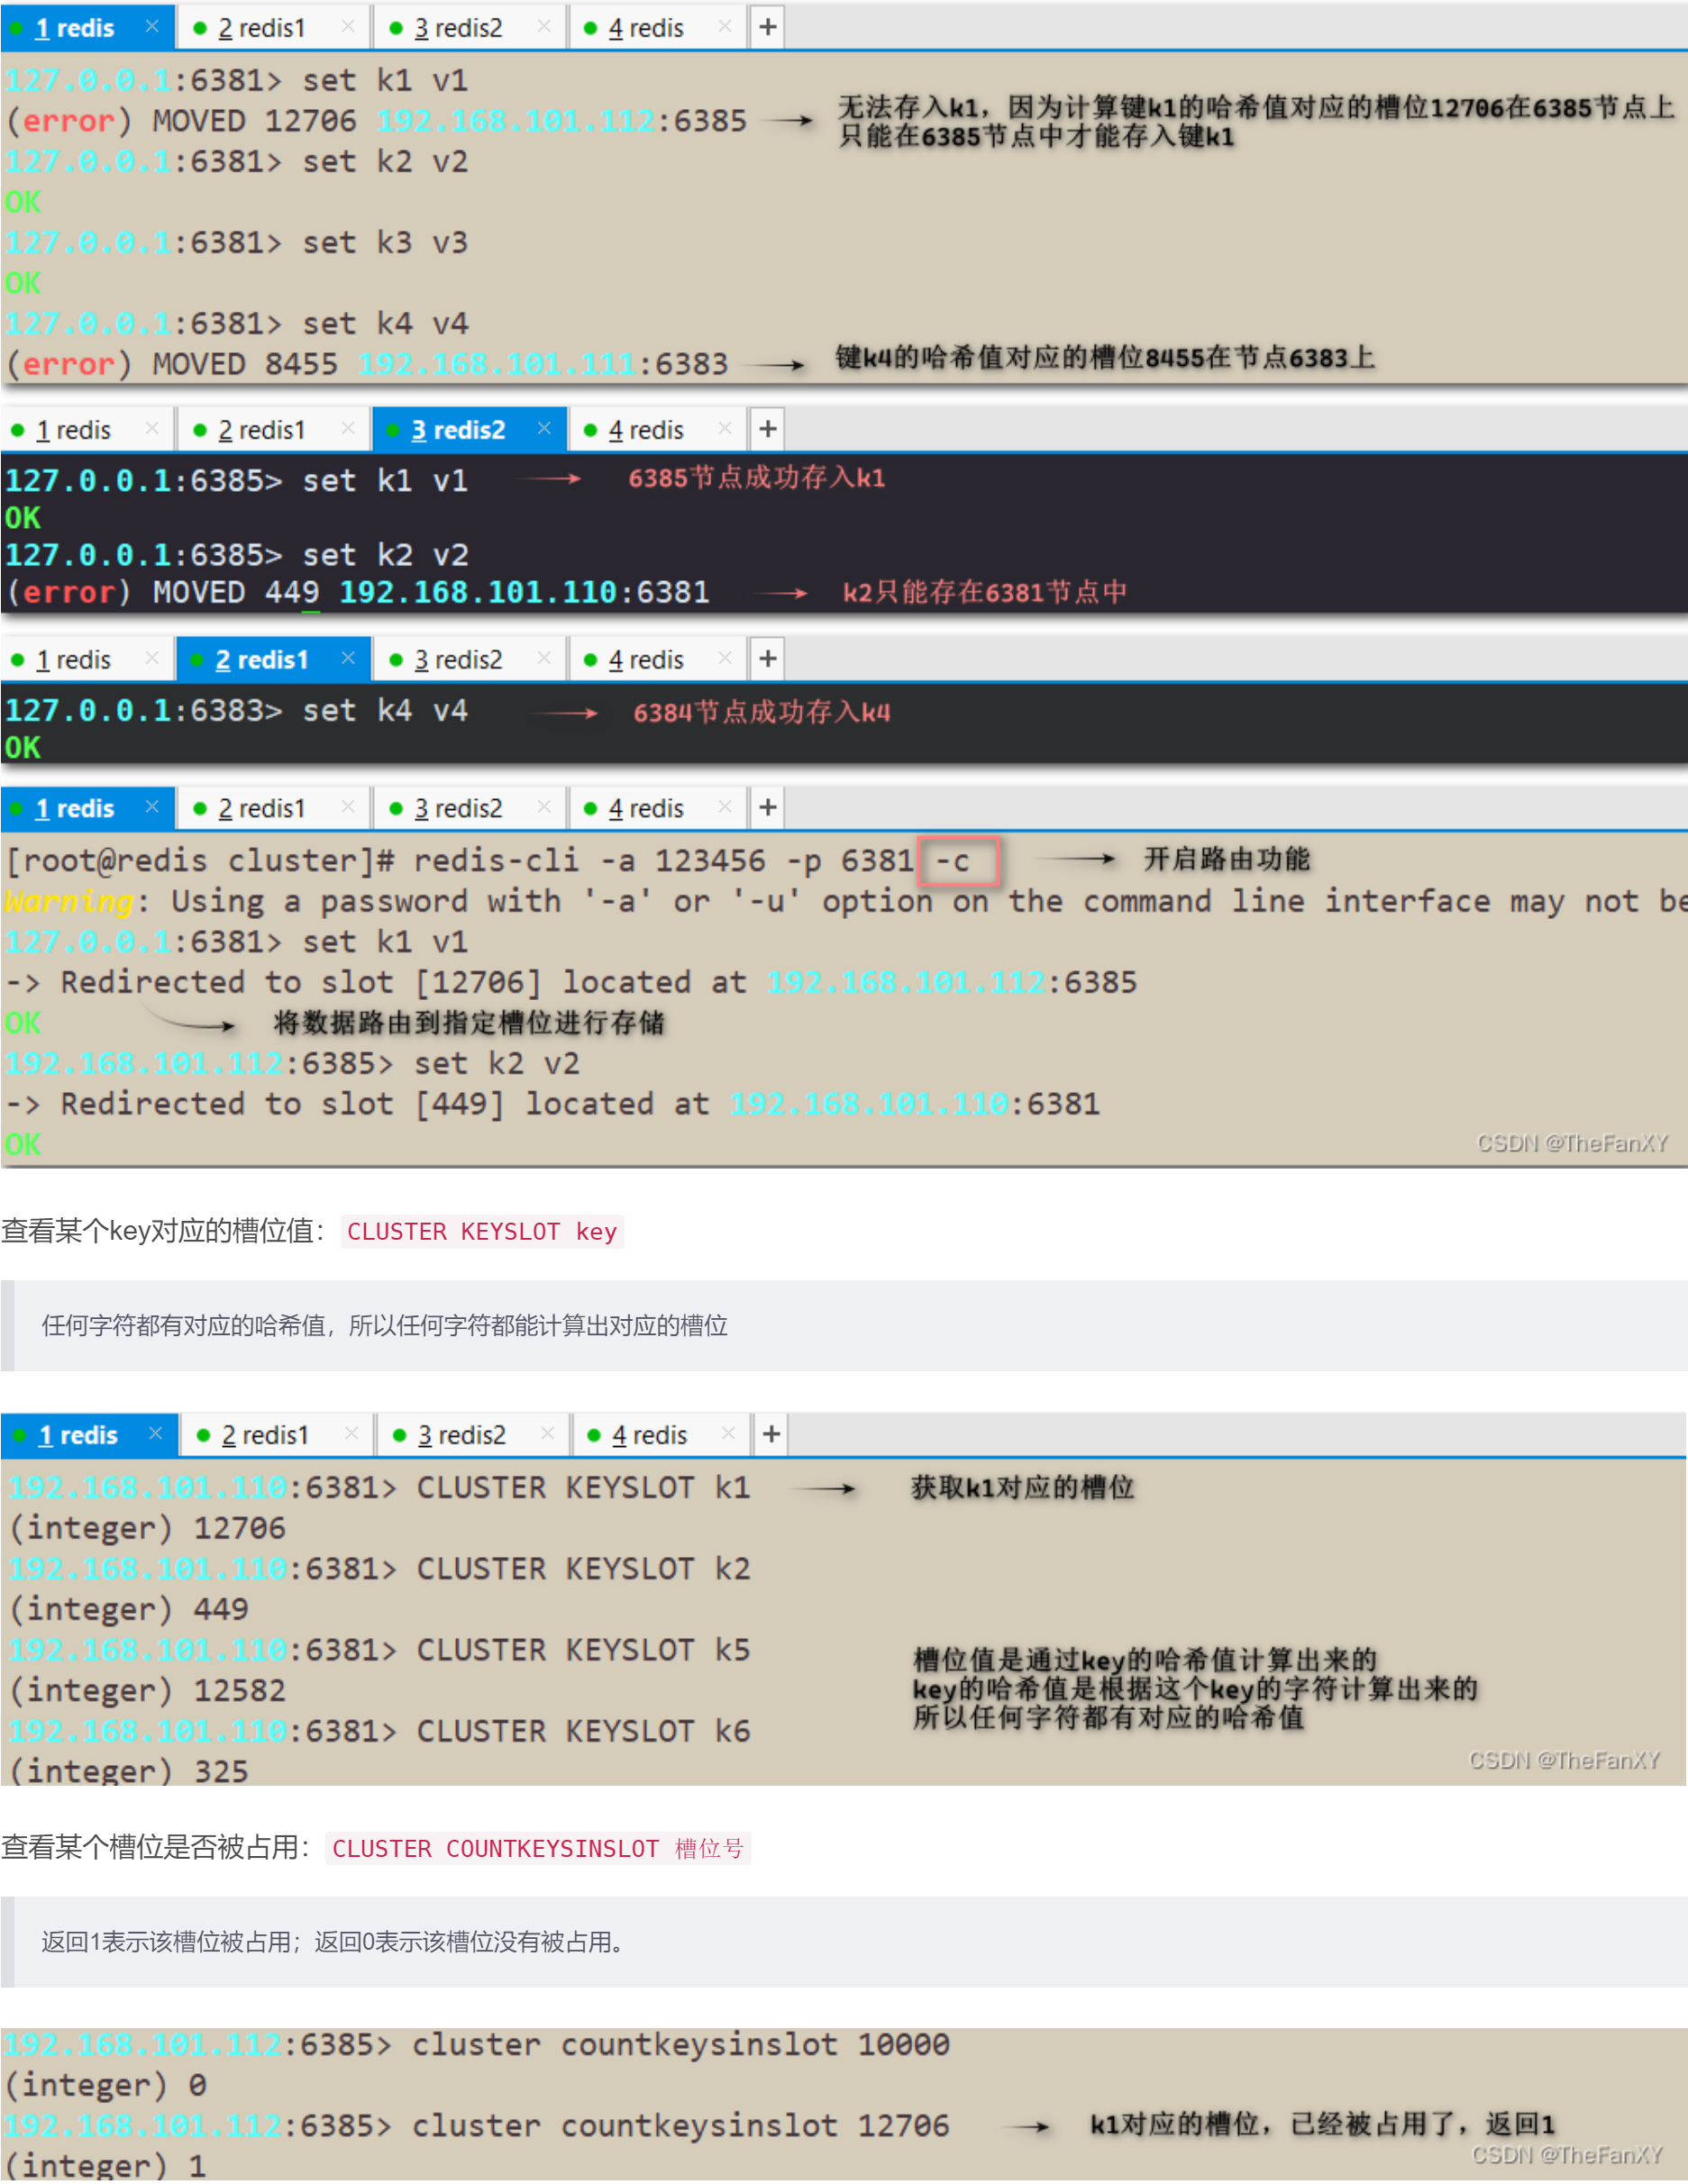 1 redis × 2 redis1 × 3 redis2 × 4 redis × +
127.0.0.1:6381> set k1 v1
(error) MOVED 12706 192.168.101.112:6385
无法存入k1，因为计算键k1的哈希值对应的槽位12706在6385节点上
只能在6385节点中才能存入键k1
127.0.0.1:6381> set k2 v2
OK
127.0.0.1:6381> set k3 v3
OK
127.0.0.1:6381> set k4 v4
(error) MOVED 8455 192.168.101.111:6383
键k4的哈希值对应的槽位8455在节点6383上
1 redis × 2 redis1 × 3 redis2 × 4 redis × +
127.0.0.1:6385> set k1 v1 6385节点成功存入k1
OK
127.0.0.1:6385> set k2 v2
(error) MOVED 449 192.168.101.110:6381 k2只能存在6381节点中
1 redis × 2 redis1 × 3 redis2 × 4 redis × +
127.0.0.1:6383> set k4 v4 6384节点成功存入k4
OK
1 redis × 2 redis1 × 3 redis2 × 4 redis × +
[root@redis cluster]# redis-cli -a 123456 -p 6381 -c 开启路由功能
Warning: Using a password with '-a' or '-u' option on the command line interface may not be
127.0.0.1:6381> set k1 v1
-> Redirected to slot [12706] located at 192.168.101.112:6385
OK 将数据路由到指定槽位进行存储
192.168.101.112:6385> set k2 v2
-> Redirected to slot [449] located at 192.168.101.110:6381
OK
CSDN @TheFanXY
查看某个key对应的槽位值：CLUSTER KEYSLOT key
任何字符都有对应的哈希值，所以任何字符都能计算出对应的槽位
1 redis × 2 redis1 × 3 redis2 × 4 redis × +
192.168.101.110:6381> CLUSTER KEYSLOT k1 获取k1对应的槽位
(integer) 12706
192.168.101.110:6381> CLUSTER KEYSLOT k2
(integer) 449
192.168.101.110:6381> CLUSTER KEYSLOT k5
(integer) 12582
192.168.101.110:6381> CLUSTER KEYSLOT k6
(integer) 325
槽位值是通过key的哈希值计算出来的
key的哈希值是根据这个key的字符计算出来的
所以任何字符都有对应的哈希值
CSDN @TheFanXY
查看某个槽位是否被占用：CLUSTER COUNTKEYSINSLOT 槽位号
返回1表示该槽位被占用；返回0表示该槽位没有被占用。
192.168.101.112:6385> cluster countkeysinslot 10000
(integer) 0
192.168.101.112:6385> cluster countkeysinslot 12706 k1对应的槽位，已经被占用了，返回1
(integer) 1
CSDN @TheFanXY